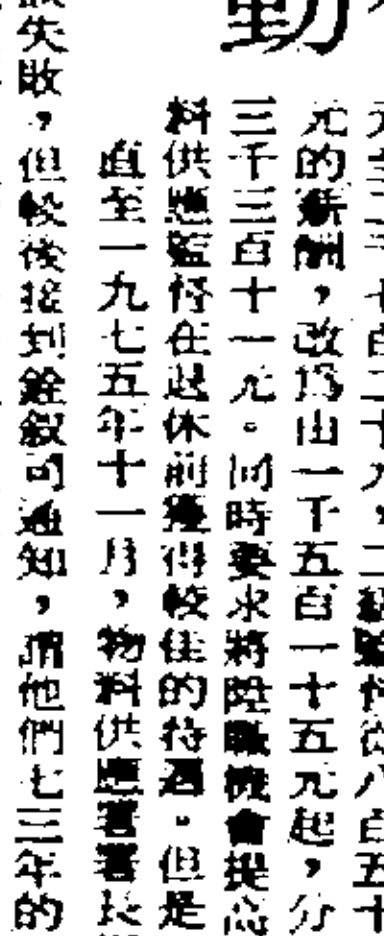 元至二千七百二十元，二級監督從八百五十
元的薪酬，改爲由一千五百一十五元起，分
動
三千三百十一元。同時要求將陞職機會提高
料供應監督在退休前獲得較佳的待遇。但是
直至一九七五年十一月，物料供應署署長
失敗，但較後接到銓叙司通知，謂他們七三年的